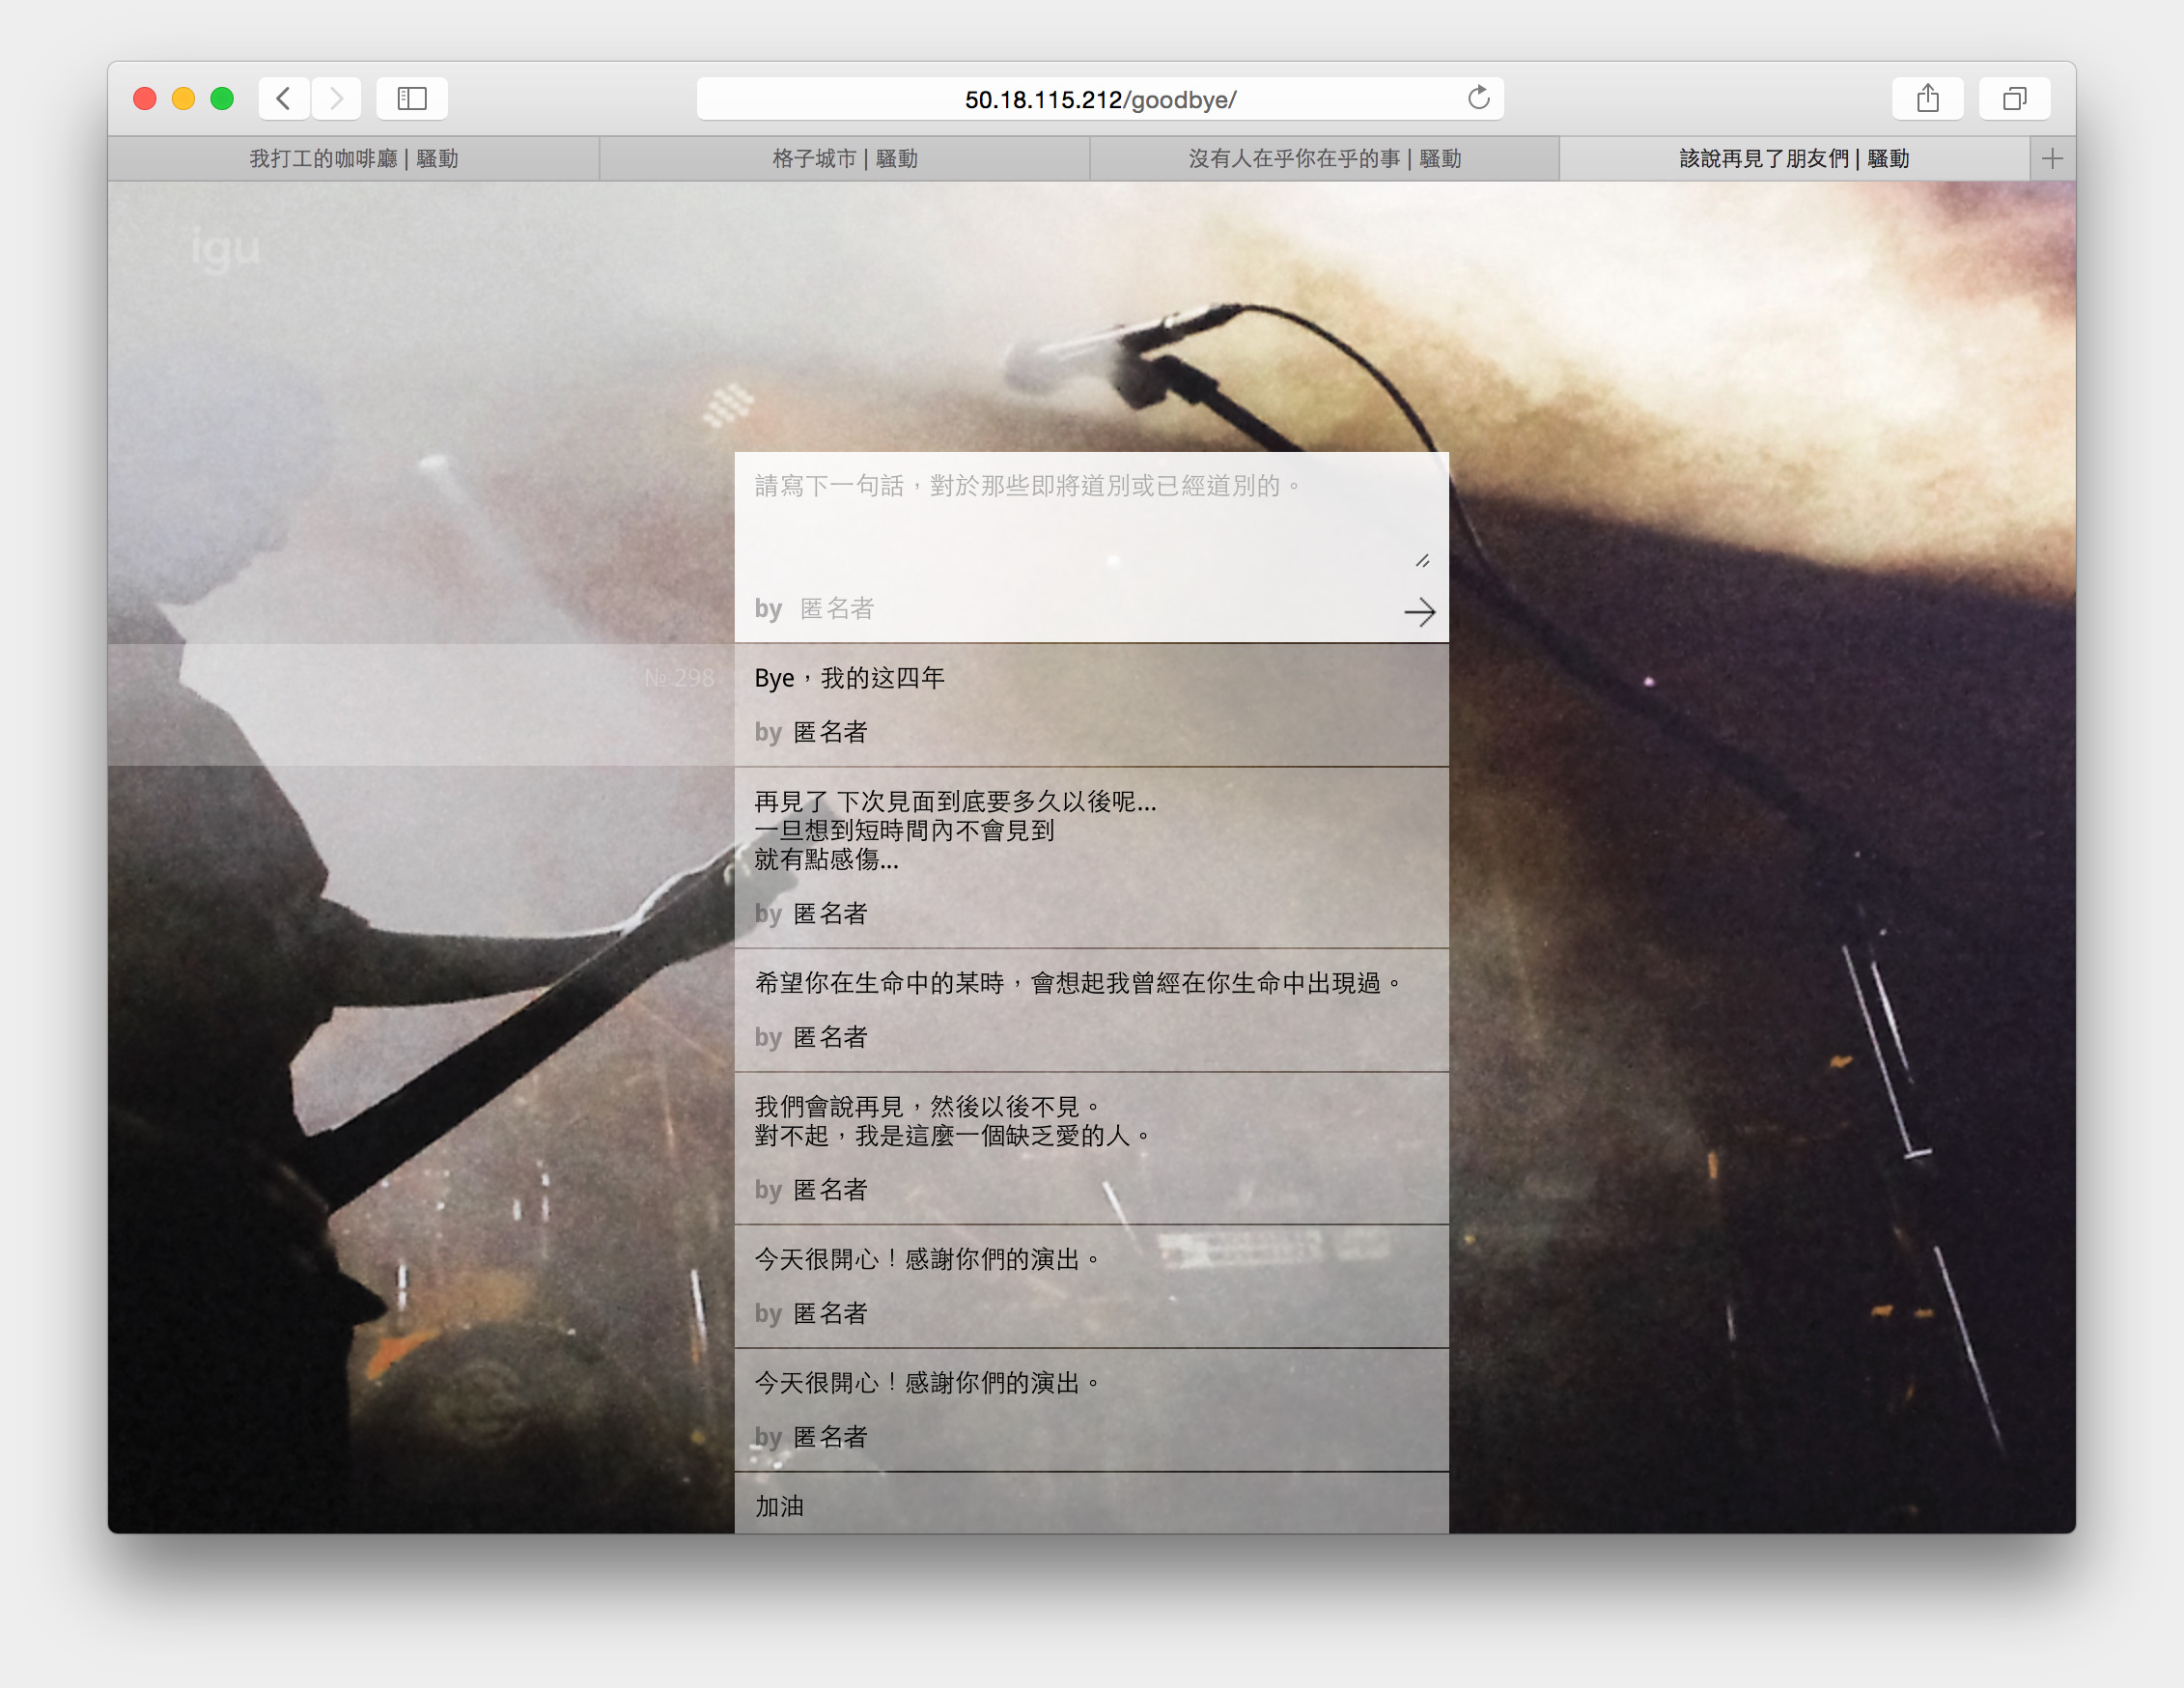 50.18.115.212/goodbye/
我打工的咖啡廳 | 騷動
格子城市 | 騷動
沒有人在乎你在乎的事 | 騷動
該說再見了朋友們 | 騷動
igu
請寫下一句話，對於那些即將道別或已經道別的。
by 匿名者
№ 298
Bye，我的这四年
by 匿名者
再見了 下次見面到底要多久以後呢...
一旦想到短時間內不會見到
就有點感傷...
by 匿名者
希望你在生命中的某時，會想起我曾經在你生命中出現過。
by 匿名者
我們會說再見，然後以後不見。
對不起，我是這麼一個缺乏愛的人。
by 匿名者
今天很開心！感謝你們的演出。
by 匿名者
今天很開心！感謝你們的演出。
by 匿名者
加油